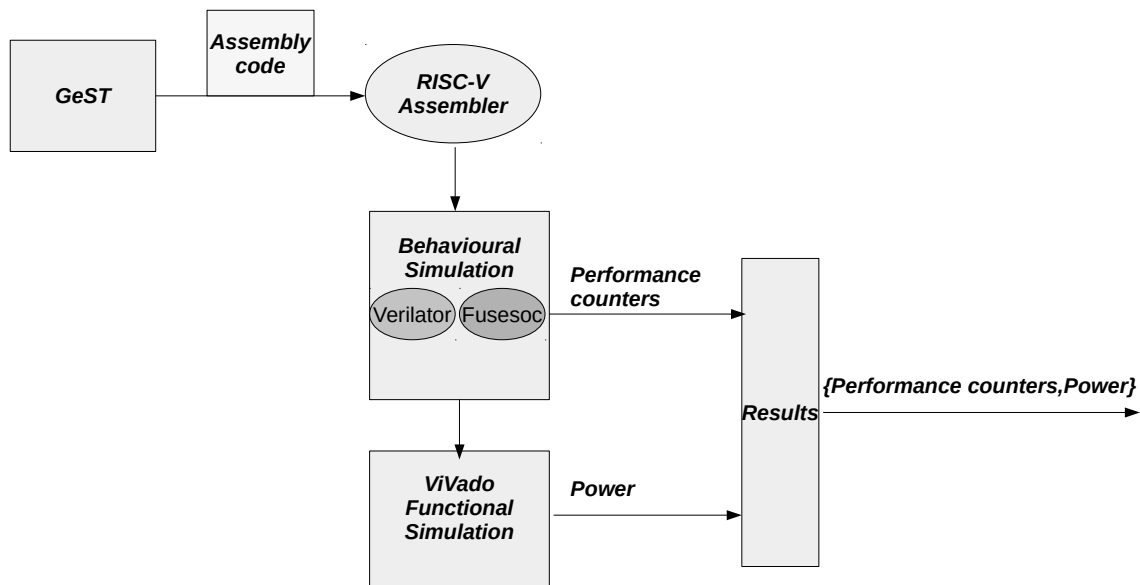 GeST
Assembly
code
RISC-V
Assembler
Behavioural
Simulation
Verilator
Fusesoc
Performance
counters
Results
{Performance counters,Power}
ViVado
Functional
Simulation
Power